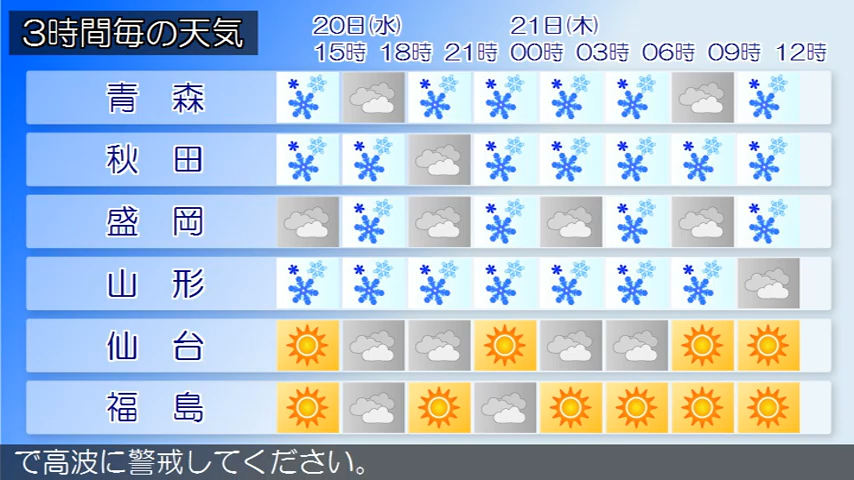 3時間毎の天気
20日(水) 21日(木)
15時 18時 21時 00時 03時 06時 09時 12時
青森
秋田
盛岡
山形
仙台
福島
で高波に警戒してください。